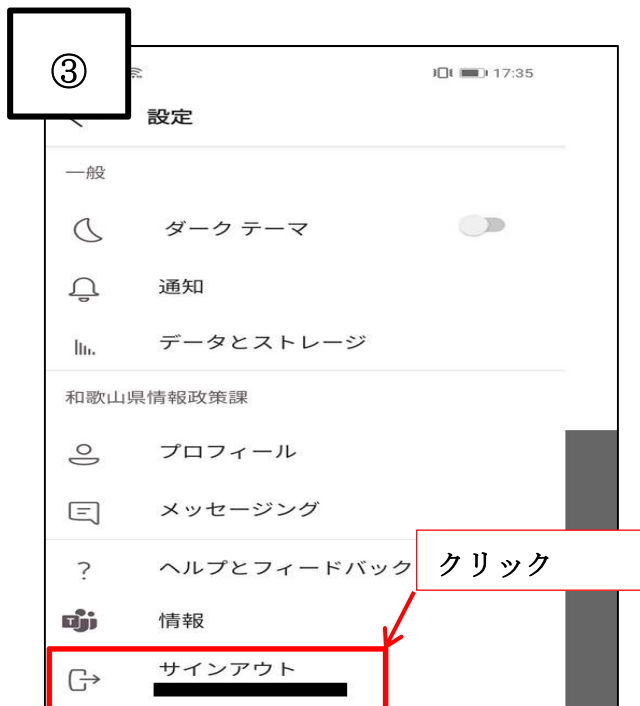 ③
17:35
設定
一般
ダーク テーマ
通知
データとストレージ
和歌山県情報政策課
プロフィール
メッセージング
ヘルプとフィードバック
クリック
情報
サインアウト